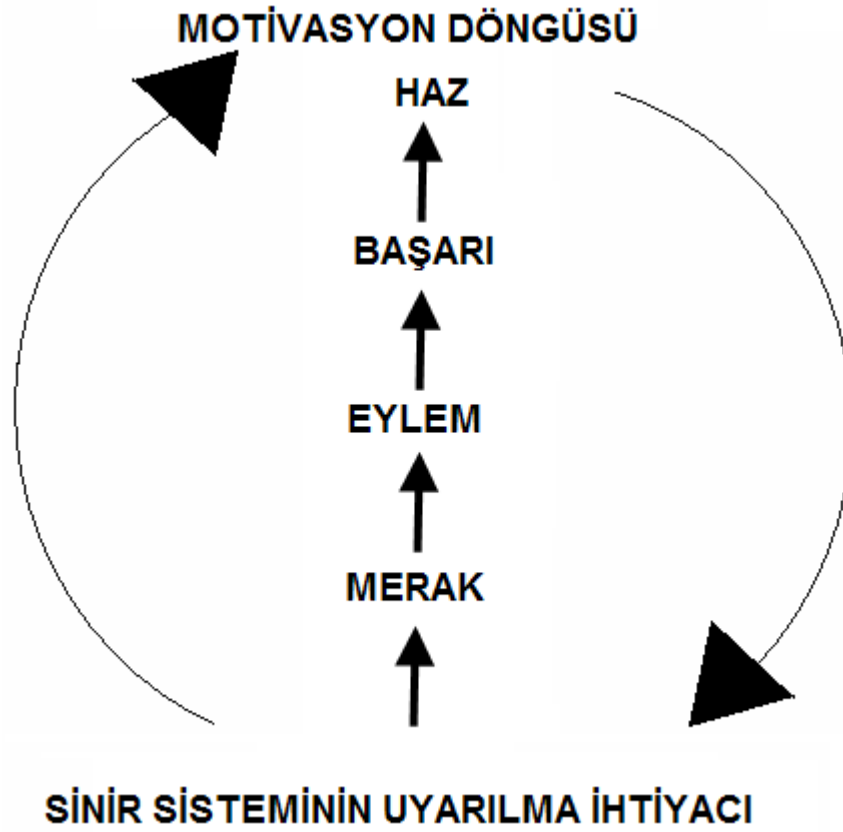 MOTİVASYON DÖNGÜSÜ
HAZ
BAŞARI
EYLEM
MERAK
SİNİR SİSTEMİNİN UYARILMA İHTİYACI